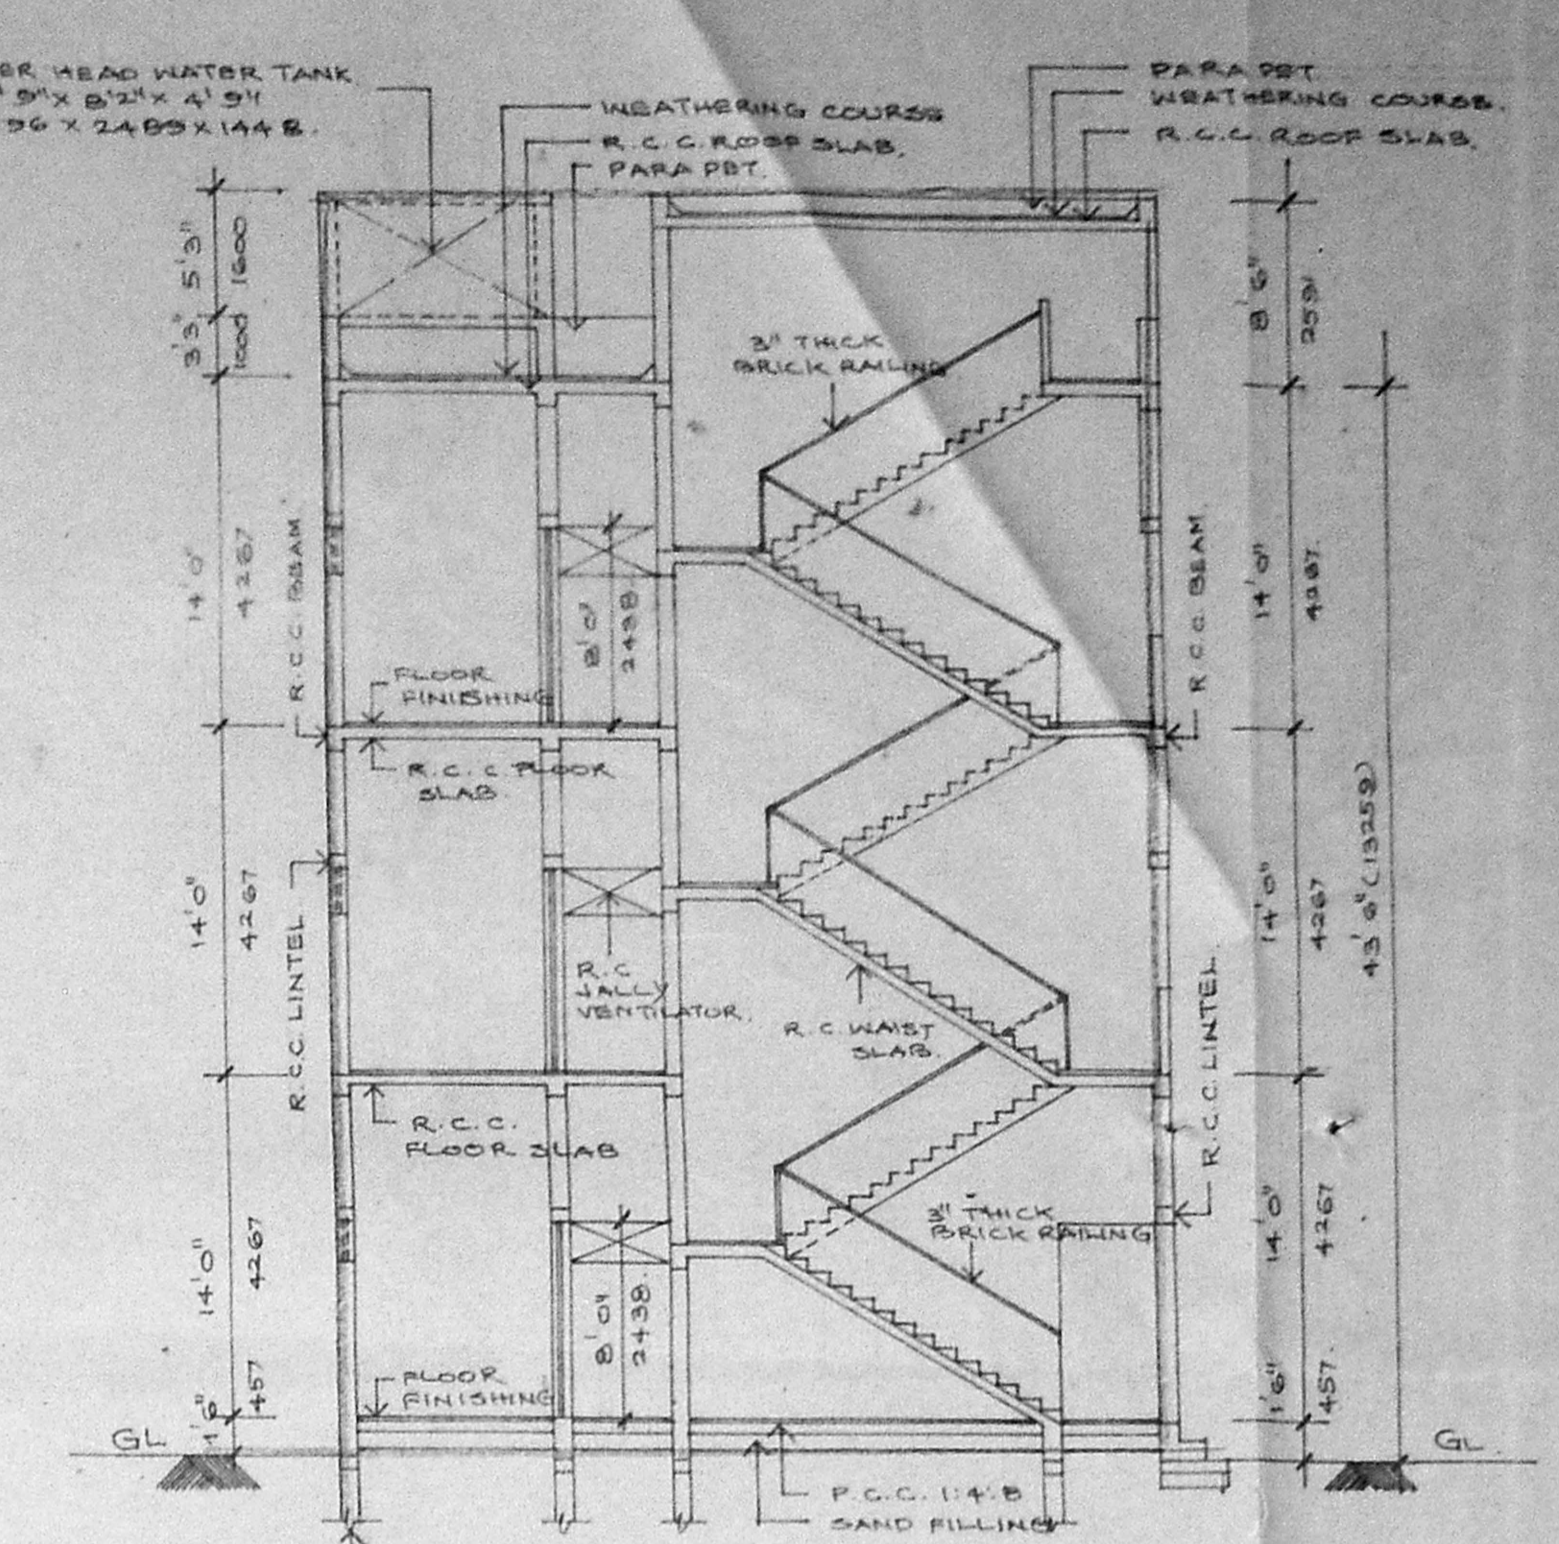 ER HEAD WATER TANK
9" X 8'2" X 4'9"
96 X 2489 X 1448.
WEATHERING COURSE
R.C.C. ROOF SLAB.
PARA PET.
PARA PET
WEATHERING COURSE.
R.C.C. ROOF SLAB.
5'3"
1600
3'3"
1000
8'6"
2591
3" THICK
BRICK RAILING
14'0"
4267
R.C.C. BEAM
8'0"
2438
R.C.C. BEAM
14'0"
4267.
FLOOR
FINISHING
R.C.C. FLOOR
SLAB
43'6" (13259)
14'0"
4267
R.C.C. LINTEL
R.C
JALLY
VENTILATOR.
R.C. WAIST
SLAB.
R.C.C. LINTEL
14'0"
4267
R.C.C.
FLOOR SLAB
3" THICK
BRICK RAILING
14'0"
4267
8'0"
2438.
14'0"
4267
FLOOR
FINISHING
1'6"
457
1'6"
457.
GL
GL.
P.C.C. 1:4:8
SAND FILLING